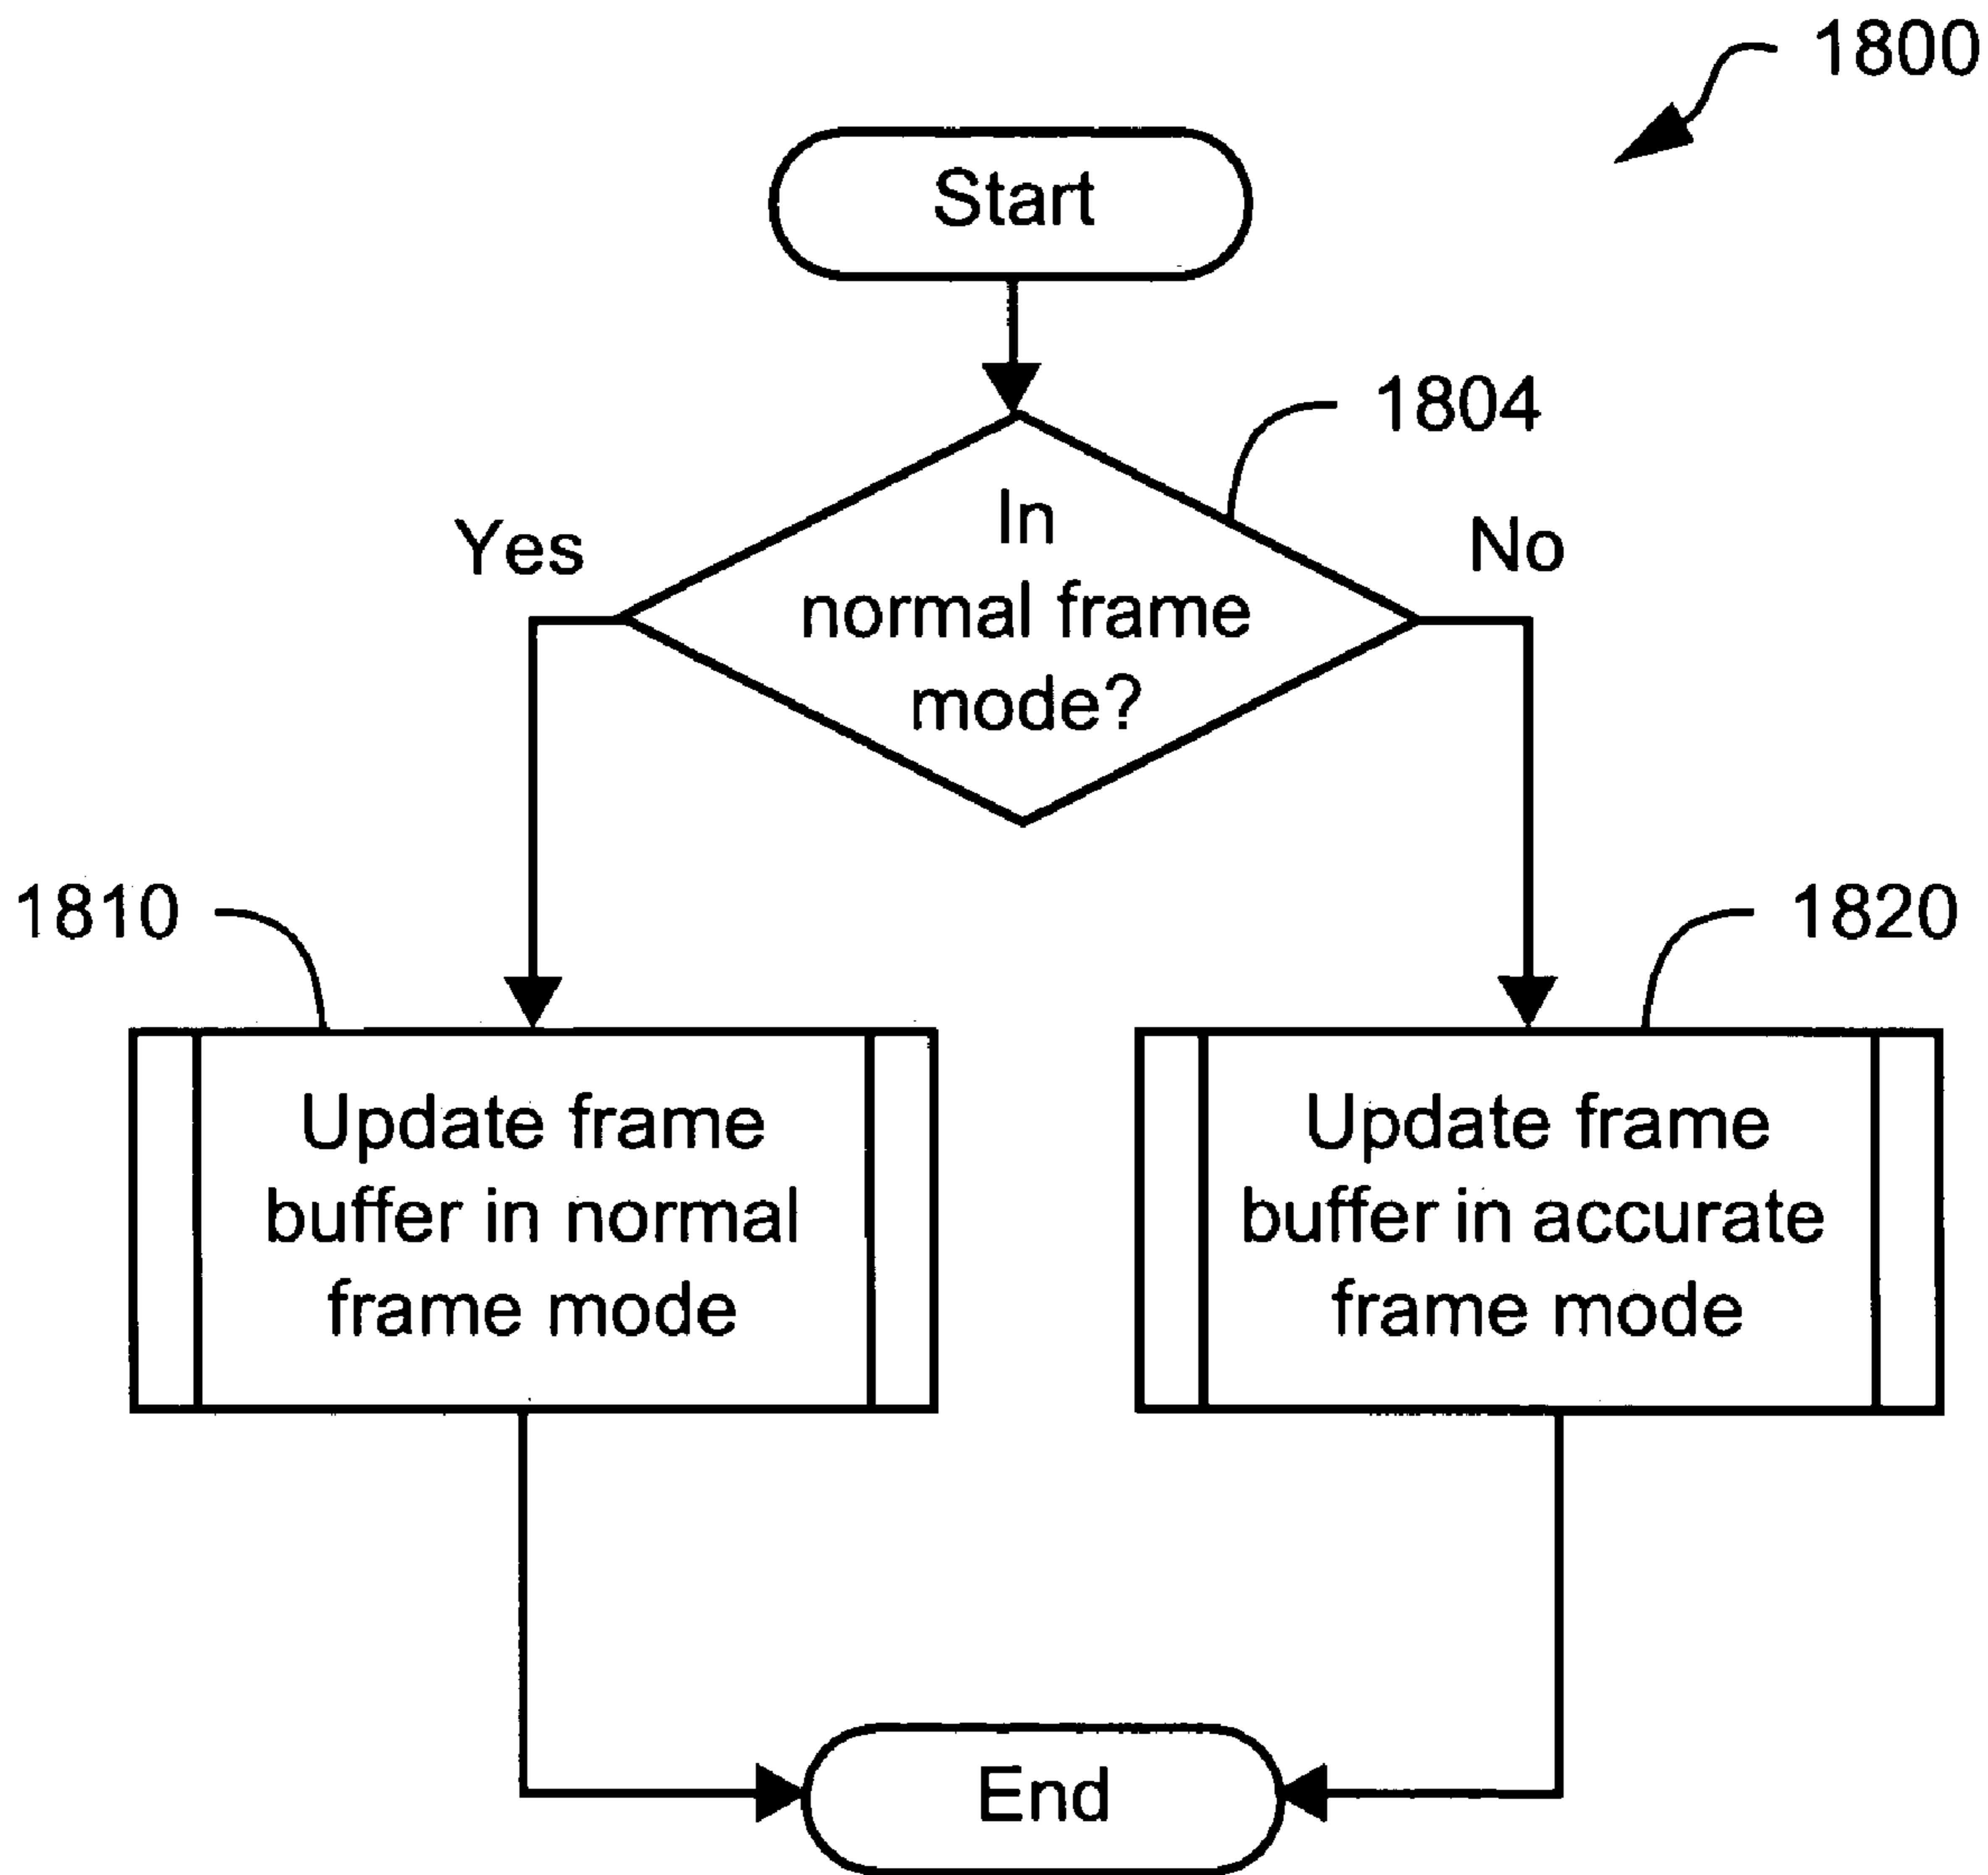 1800
Start
1804
In
normal frame
mode?
Yes
No
1810
1820
Update frame
buffer in normal
frame mode
Update frame
buffer in accurate
frame mode
End